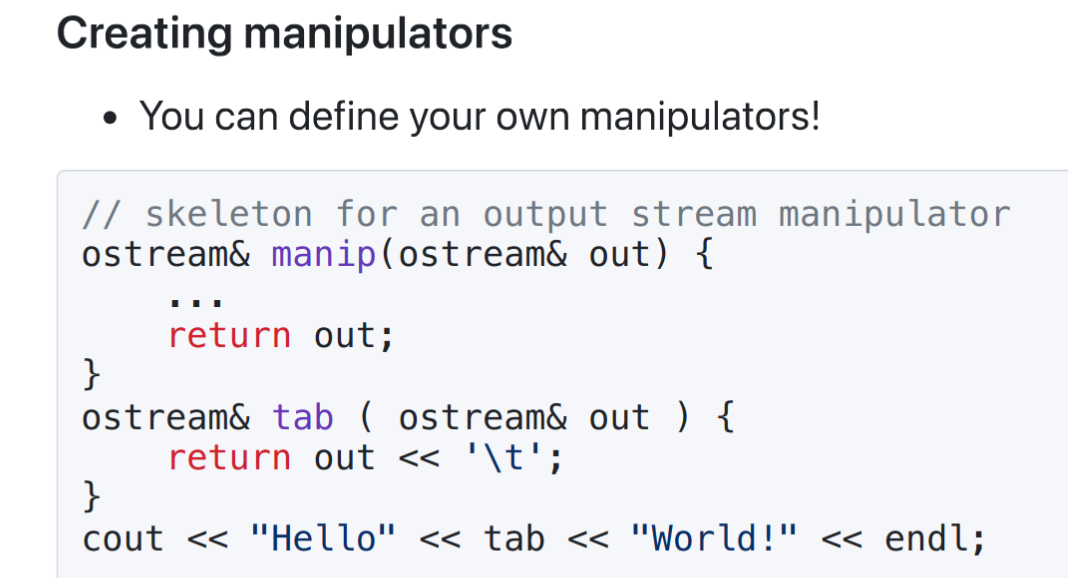 Creating manipulators
• You can define your own manipulators!
// skeleton for an output stream manipulator
ostream& manip(ostream& out) {
    ...
    return out;
}
ostream& tab ( ostream& out ) {
    return out << '\t';
}
cout << "Hello" << tab << "World!" << endl;